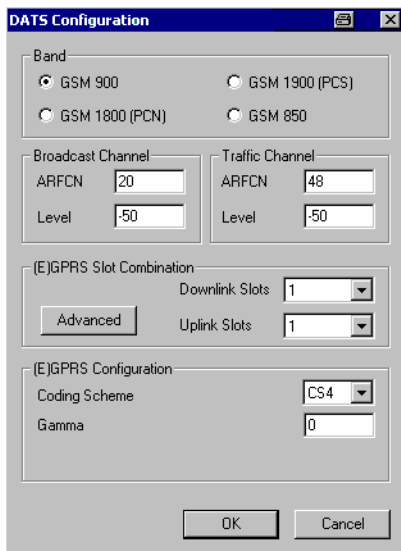 DATS Configuration
Band
GSM 900
GSM 1900 (PCS)
GSM 1800 (PCN)
GSM 850
Broadcast Channel
ARFCN 20
Level -50
Traffic Channel
ARFCN 48
Level -50
(E)GPRS Slot Combination
Downlink Slots 1
Advanced
Uplink Slots 1
(E)GPRS Configuration
Coding Scheme CS4
Gamma 0
OK
Cancel